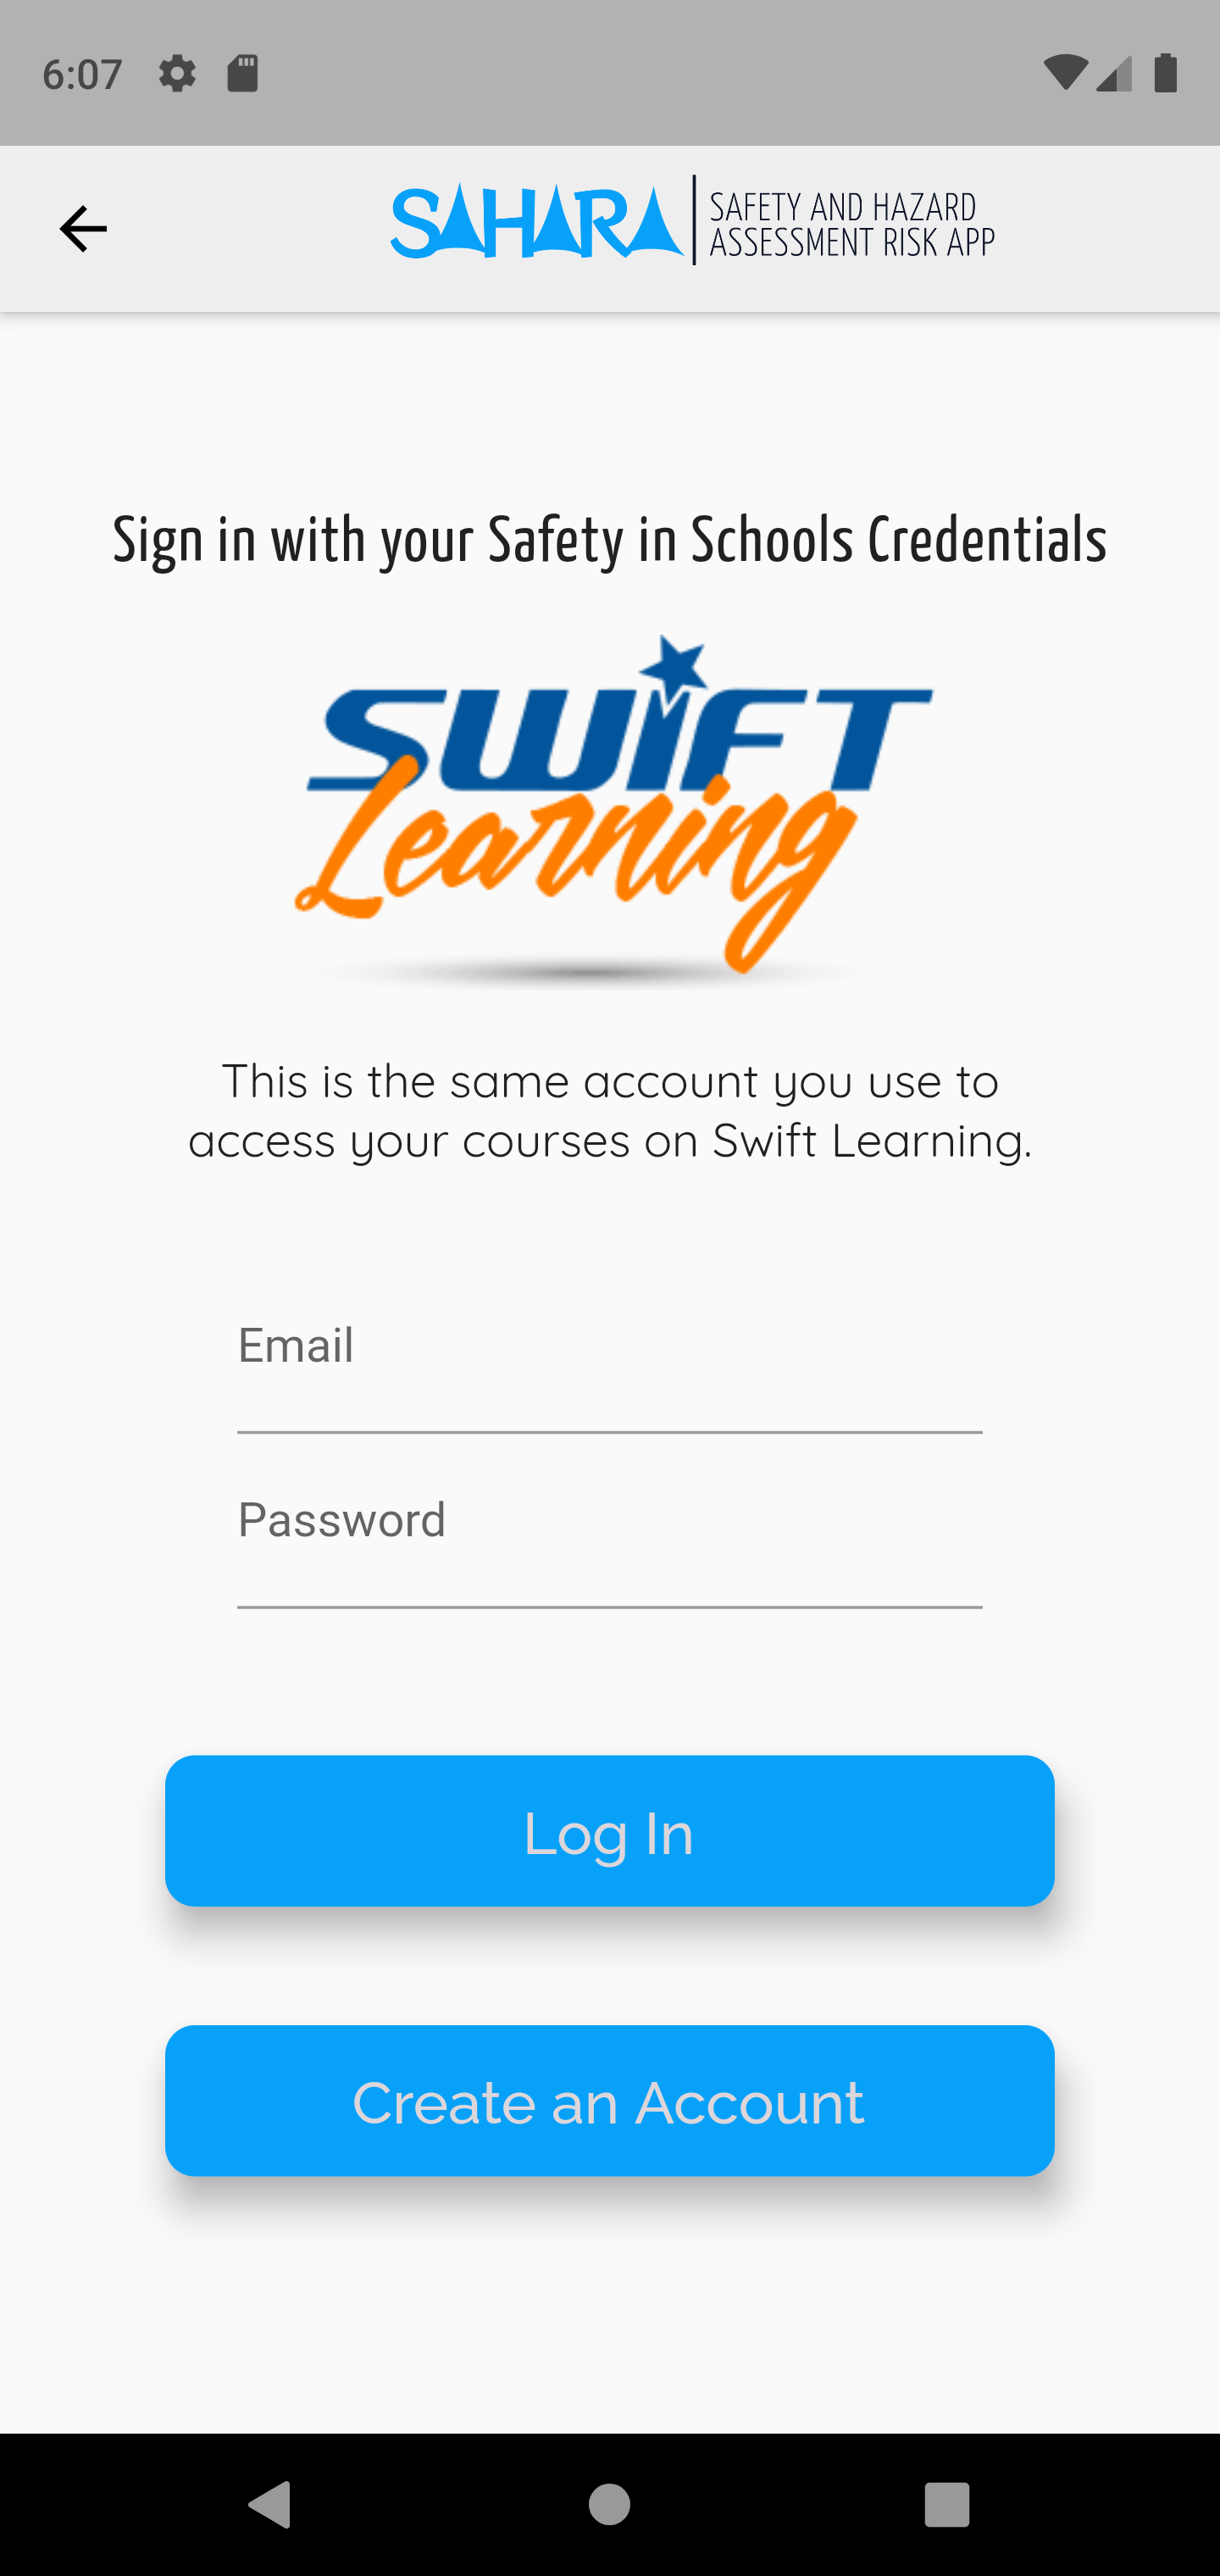 6:07
SAHARA
SAFETY AND HAZARD
ASSESSMENT RISK APP
Sign in with your Safety in Schools Credentials
SWIFT
Learning
This is the same account you use to
access your courses on Swift Learning.
Email
Password
Log In
Create an Account